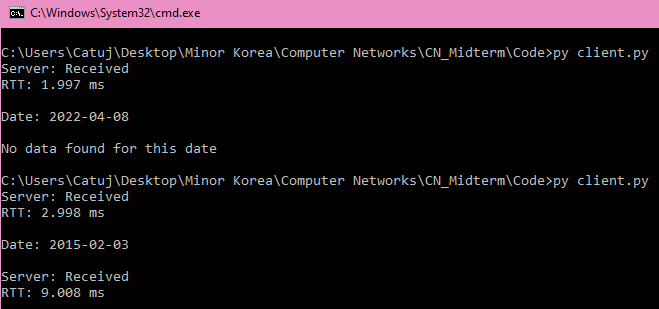 C:\Windows\System32\cmd.exe
C:\Users\Catuj\Desktop\Minor Korea\Computer Networks\CN_Midterm\Code>py client.py
Server: Received
RTT: 1.997 ms
Date: 2022-04-08
No data found for this date
C:\Users\Catuj\Desktop\Minor Korea\Computer Networks\CN_Midterm\Code>py client.py
Server: Received
RTT: 2.998 ms
Date: 2015-02-03
Server: Received
RTT: 9.008 ms